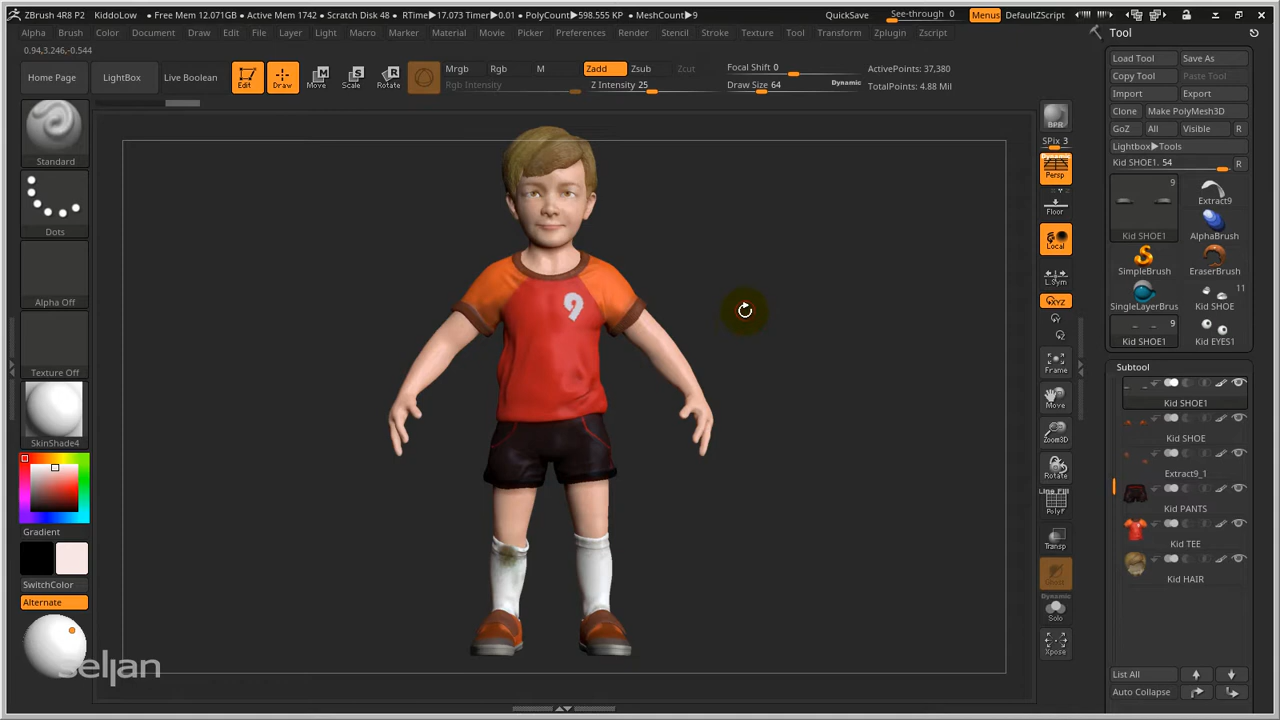 ZBrush 4R8 P2 KiddoLow • Free Mem 12.071GB • Active Mem 1742 • Scratch Disk 48 • RTime▶17.073 Timer▶0.01 • PolyCount▶598.555 KP • MeshCount▶9 QuickSave See-through 0 Menus DefaultZScript
Alpha Brush Color Document Draw Edit File Layer Light Macro Marker Material Movie Picker Preferences Render Stencil Stroke Texture Tool Transform Zplugin Zscript
0.94,3.246,-0.544
Home Page LightBox Live Boolean Edit Draw Move Scale Rotate
Mrgb Rgb M
Rgb Intensity
Zadd Zsub Zcut
Z Intensity 25
Focal Shift 0
Draw Size 64 Dynamic
ActivePoints: 37,380
TotalPoints: 4.88 Mil
Standard
Dots
Alpha Off
Texture Off
SkinShade4
Gradient
SwitchColor
Alternate
seljan
9
BPR
SPix 3
Dynamic
Persp
Floor
Local
L.Sym
XYZ
Frame
Move
Zoom3D
Rotate
Line Fill
PolyF
Transp
Ghost
Dynamic
Solo
Xpose
Tool
Load Tool Save As
Copy Tool Paste Tool
Import Export
Clone Make PolyMesh3D
GoZ All Visible R
Lightbox▶Tools
Kid SHOE1. 54 R
9
Kid SHOE1 Extract9
AlphaBrush
SimpleBrush EraserBrush
11
SingleLayerBrus Kid SHOE
9
Kid SHOE1 Kid EYES1
Subtool
Kid SHOE1
Kid SHOE
Extract9_1
Kid PANTS
Kid TEE
Kid HAIR
List All
Auto Collapse